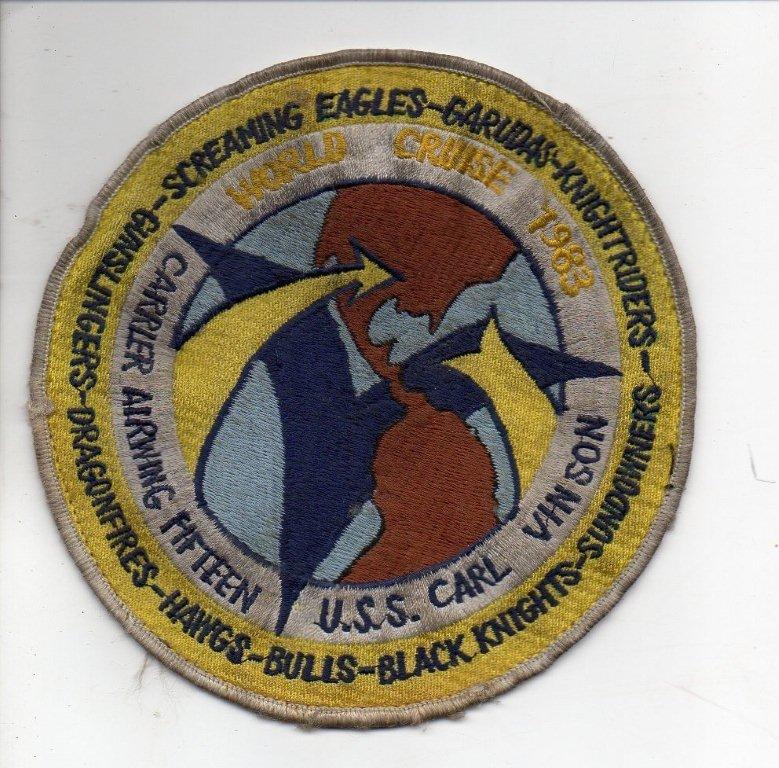 SCREAMING EAGLES-GARUDAS-KNIGHTRIDERS-SUNDOWNERS-BLACK KNIGHTS-BULLS-HAWGS-DRAGONFIRES-GUNSLINGERS-
WORLD CRUISE 1983
CARRIER AIRWING FIFTEEN
U.S.S. CARL VINSON